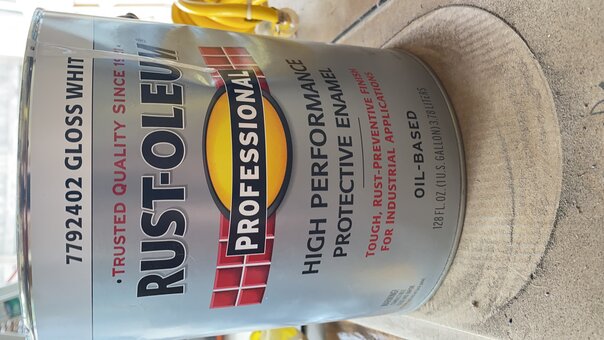 7792402 GLOSS WHIT
• TRUSTED QUALITY SINCE
RUST-OLEUM
PROFESSIONAL
HIGH PERFORMANCE
PROTECTIVE ENAMEL
TOUGH, RUST-PREVENTIVE FINISH
FOR INDUSTRIAL APPLICATIONS
OIL-BASED
128 FL. OZ. (1 U.S. GALLON) 3.78 LITERS